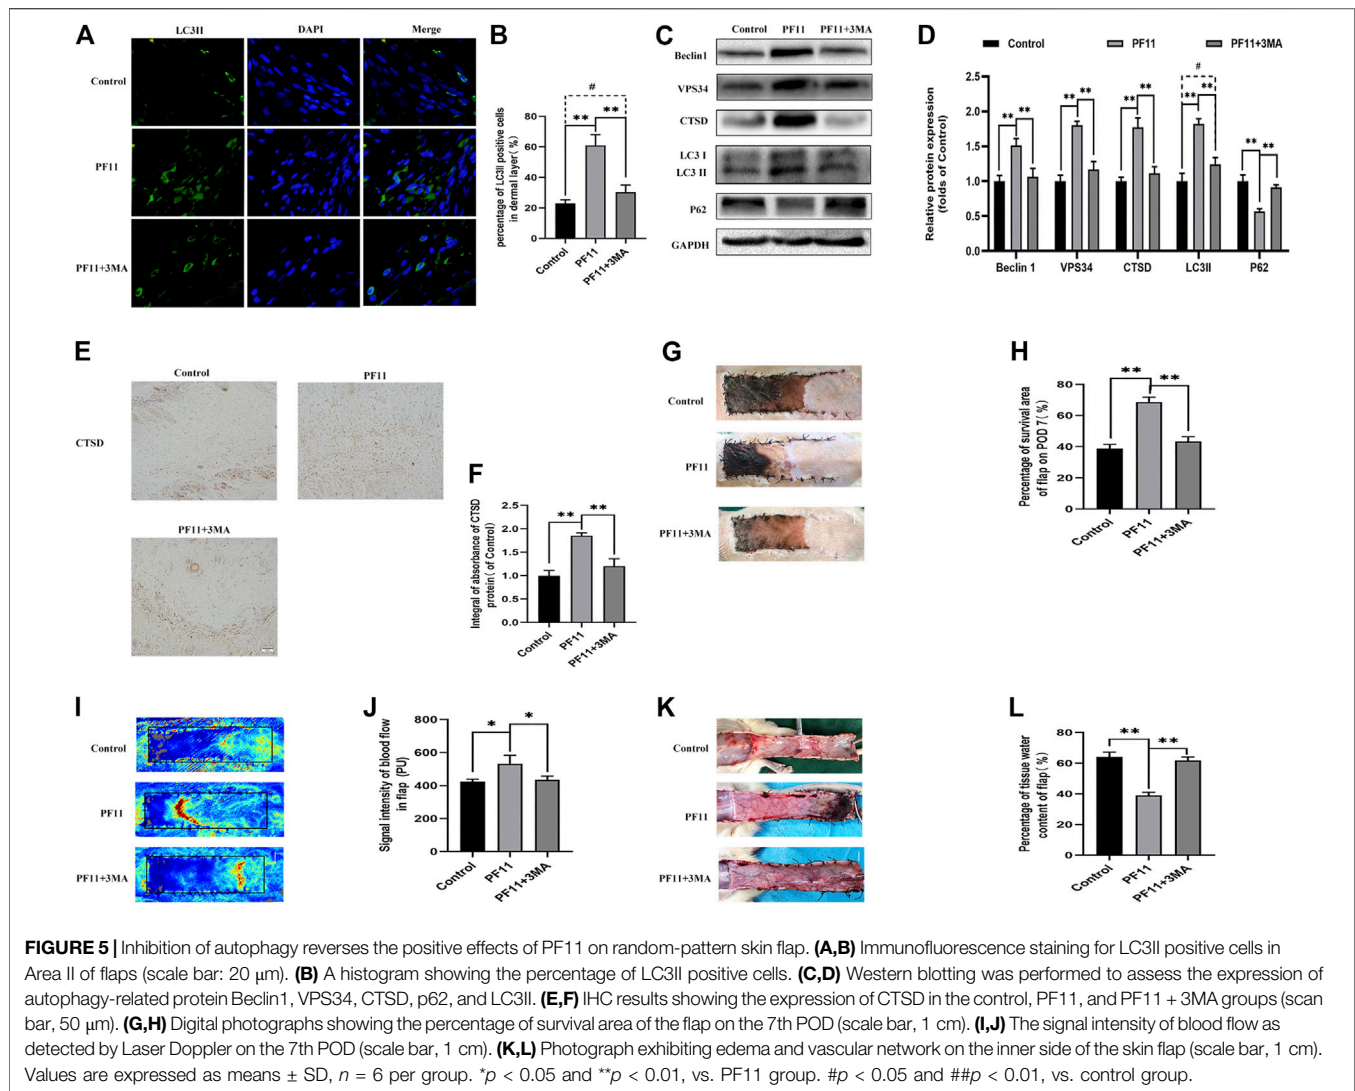 A
LC3II DAPI Merge
Control
PF11
PF11+3MA
B
percentage of LC3II positive cells
in dermal layer(%)
80
60
40
20
0
#
** **
Control PF11 PF11+3MA
C
Control PF11 PF11+3MA
Beclin1
VPS34
CTSD
LC3 I
LC3 II
P62
GAPDH
D
Control PF11 PF11+3MA
Relative protein expression
(folds of Control)
2.5
2.0
1.5
1.0
0.5
0.0
#
** ** ** ** ** ** ** ** ** **
Beclin 1 VPS34 CTSD LC3II P62
E
Control PF11
CTSD
PF11+3MA
F
Integral of absorbance of CTSD
protein( of Control)
2.5
2.0
1.5
1.0
0.5
0.0
** **
Control PF11 PF11+3MA
G
Control
PF11
PF11+3MA
H
Percentage of survival area
of flap on POD 7(%)
80
60
40
20
0
** **
Control PF11 PF11+3MA
I
Control
PF11
PF11+3MA
J
Signal intensity of blood flow
in flap (PU)
800
600
400
200
0
* *
Control PF11 PF11+3MA
K
Control
PF11
PF11+3MA
L
Percentage of tissue water
content of flap(%)
80
60
40
20
0
** **
Control PF11 PF11+3MA
FIGURE 5 | Inhibition of autophagy reverses the positive effects of PF11 on random-pattern skin flap. (A,B) Immunofluorescence staining for LC3II positive cells in
Area II of flaps (scale bar: 20 μm). (B) A histogram showing the percentage of LC3II positive cells. (C,D) Western blotting was performed to assess the expression of
autophagy-related protein Beclin1, VPS34, CTSD, p62, and LC3II. (E,F) IHC results showing the expression of CTSD in the control, PF11, and PF11 + 3MA groups (scan
bar, 50 μm). (G,H) Digital photographs showing the percentage of survival area of the flap on the 7th POD (scale bar, 1 cm). (I,J) The signal intensity of blood flow as
detected by Laser Doppler on the 7th POD (scale bar, 1 cm). (K,L) Photograph exhibiting edema and vascular network on the inner side of the skin flap (scale bar, 1 cm).
Values are expressed as means ± SD, n = 6 per group. *p < 0.05 and **p < 0.01, vs. PF11 group. #p < 0.05 and ##p < 0.01, vs. control group.